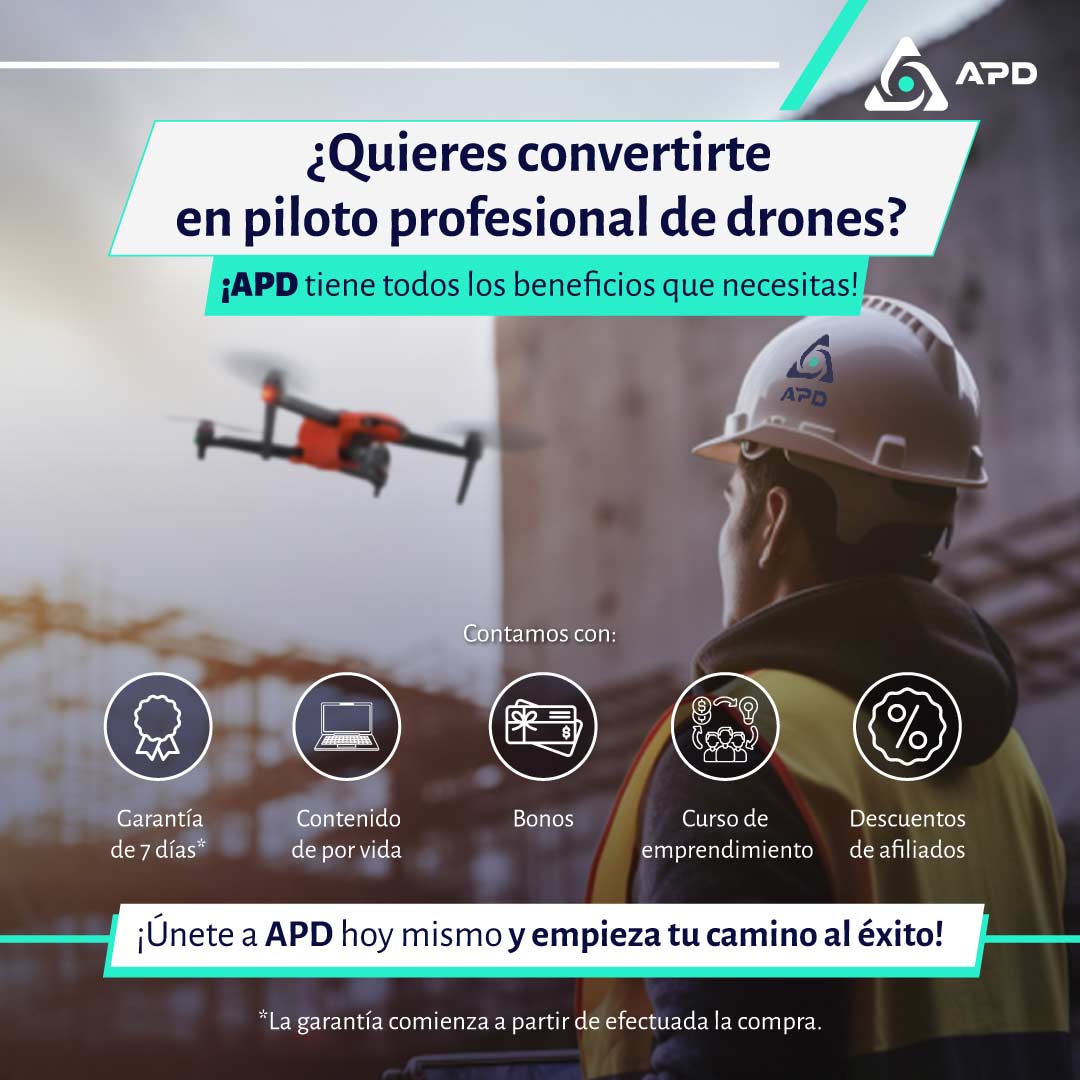 APD
¿Quieres convertirte
en piloto profesional de drones?
¡APD tiene todos los beneficios que necesitas!
APD
Contamos con:
Garantía
de 7 días*
Contenido
de por vida
Bonos
Curso de
emprendimiento
Descuentos
de afiliados
¡Únete a APD hoy mismo y empieza tu camino al éxito!
*La garantía comienza a partir de efectuada la compra.